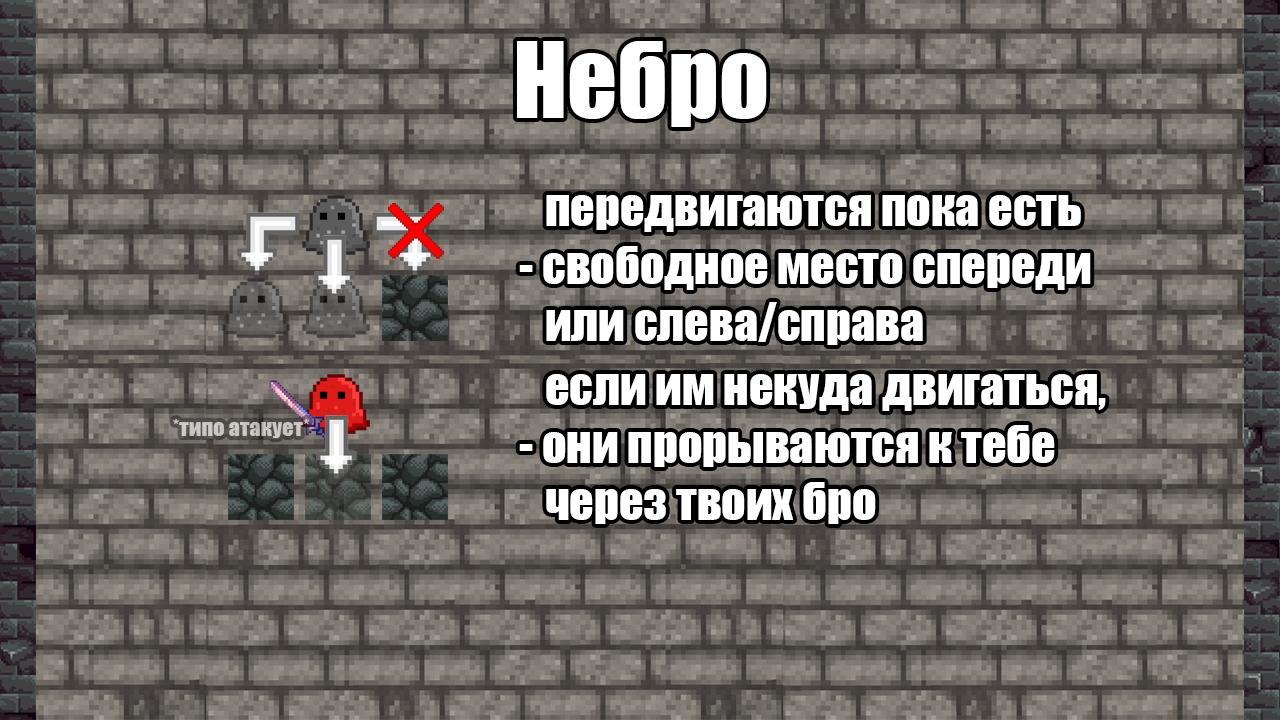 Небро
передвигаются пока есть
- свободное место спереди
или слева/справа
*типо атакует*
если им некуда двигаться,
- они прорываются к тебе
через твоих бро